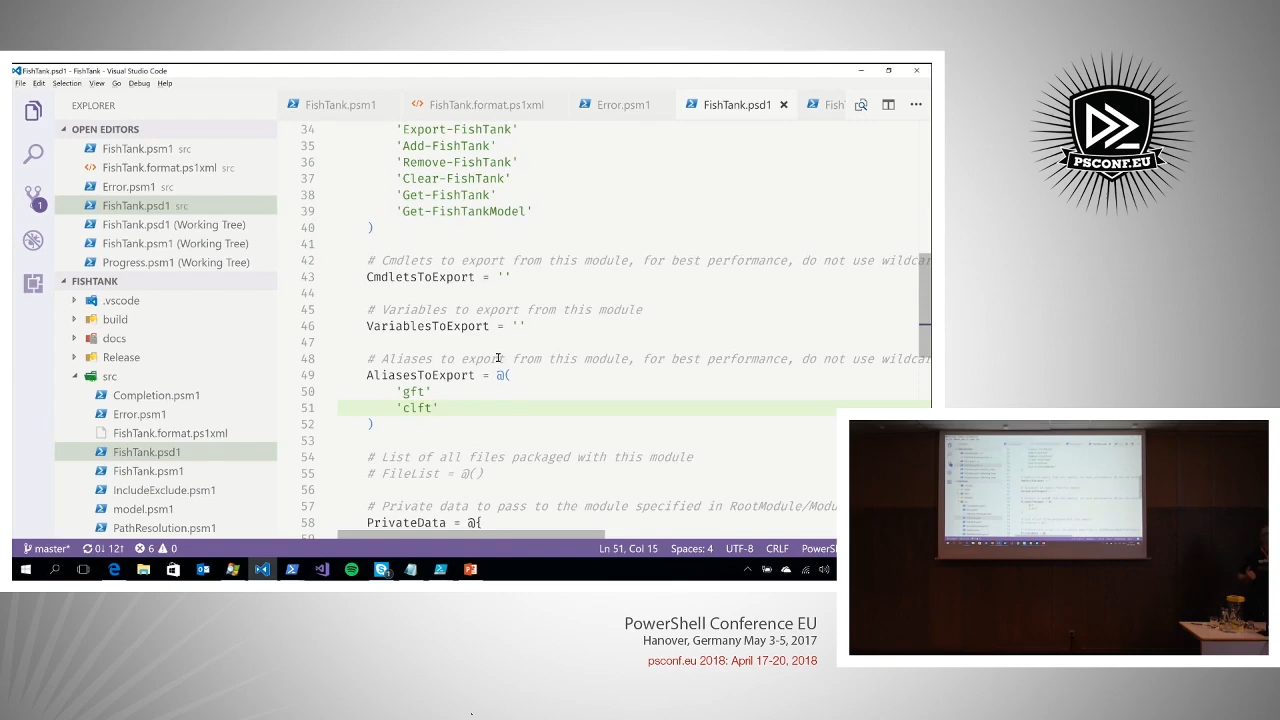 FishTank.psd1 - FishTank - Visual Studio Code
File Edit Selection View Go Debug Help
EXPLORER
OPEN EDITORS
FishTank.psm1 src
FishTank.format.ps1xml src
Error.psm1 src
FishTank.psd1 src
FishTank.psd1 (Working Tree)
FishTank.psm1 (Working Tree)
Progress.psm1 (Working Tree)
FISHTANK
.vscode
build
docs
Release
src
Completion.psm1
Error.psm1
FishTank.format.ps1xml
FishTank.psd1
FishTank.psm1
IncludeExclude.psm1
model.psm1
PathResolution.psm1
1
FishTank.psm1 FishTank.format.ps1xml Error.psm1 FishTank.psd1 Fish
34 'Export-FishTank'
35 'Add-FishTank'
36 'Remove-FishTank'
37 'Clear-FishTank'
38 'Get-FishTank'
39 'Get-FishTankModel'
40 )
41
42 # Cmdlets to export from this module, for best performance, do not use wildcar
43 CmdletsToExport = ''
44
45 # Variables to export from this module
46 VariablesToExport = ''
47
48 # Aliases to export from this module, for best performance, do not use wildcar
49 AliasesToExport = @(
50 'gft'
51 'clft'
52 )
53
54 # List of all files packaged with this module
55 # FileList = @()
56
57 # Private data to pass to the module specified in RootModule/Modu
58 PrivateData = @{
master* 0↓ 12↑ 6 0 Ln 51, Col 15 Spaces: 4 UTF-8 CRLF PowerS
PSCONF.EU
PowerShell Conference EU
Hanover, Germany May 3-5, 2017
psconf.eu 2018: April 17-20, 2018